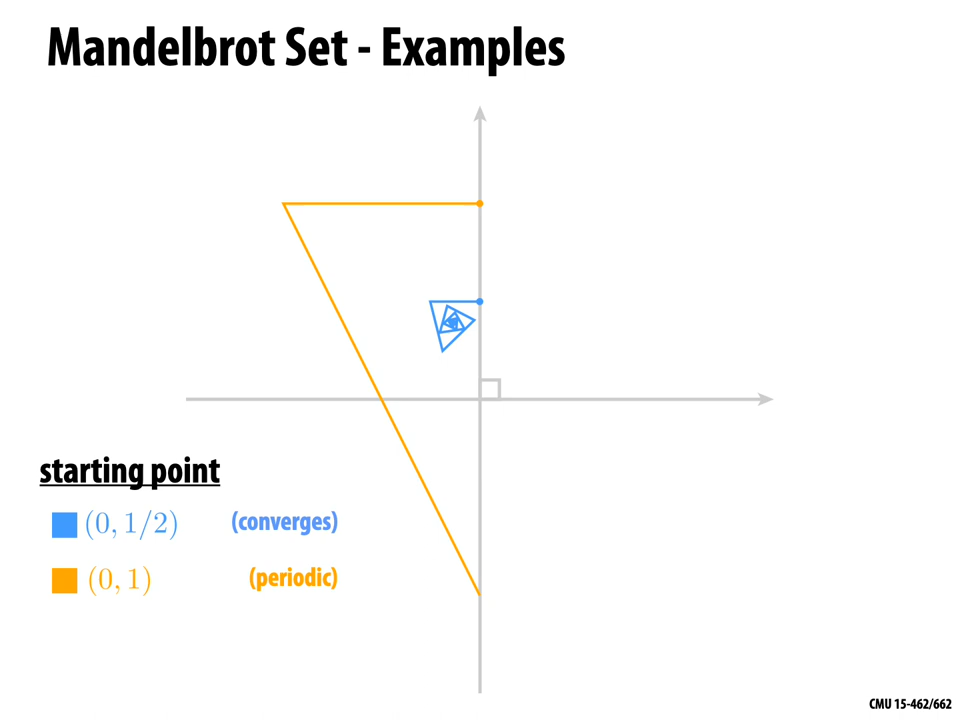 Mandelbrot Set - Examples
starting point
(0, 1/2) (converges)
(0, 1) (periodic)
CMU 15-462/662